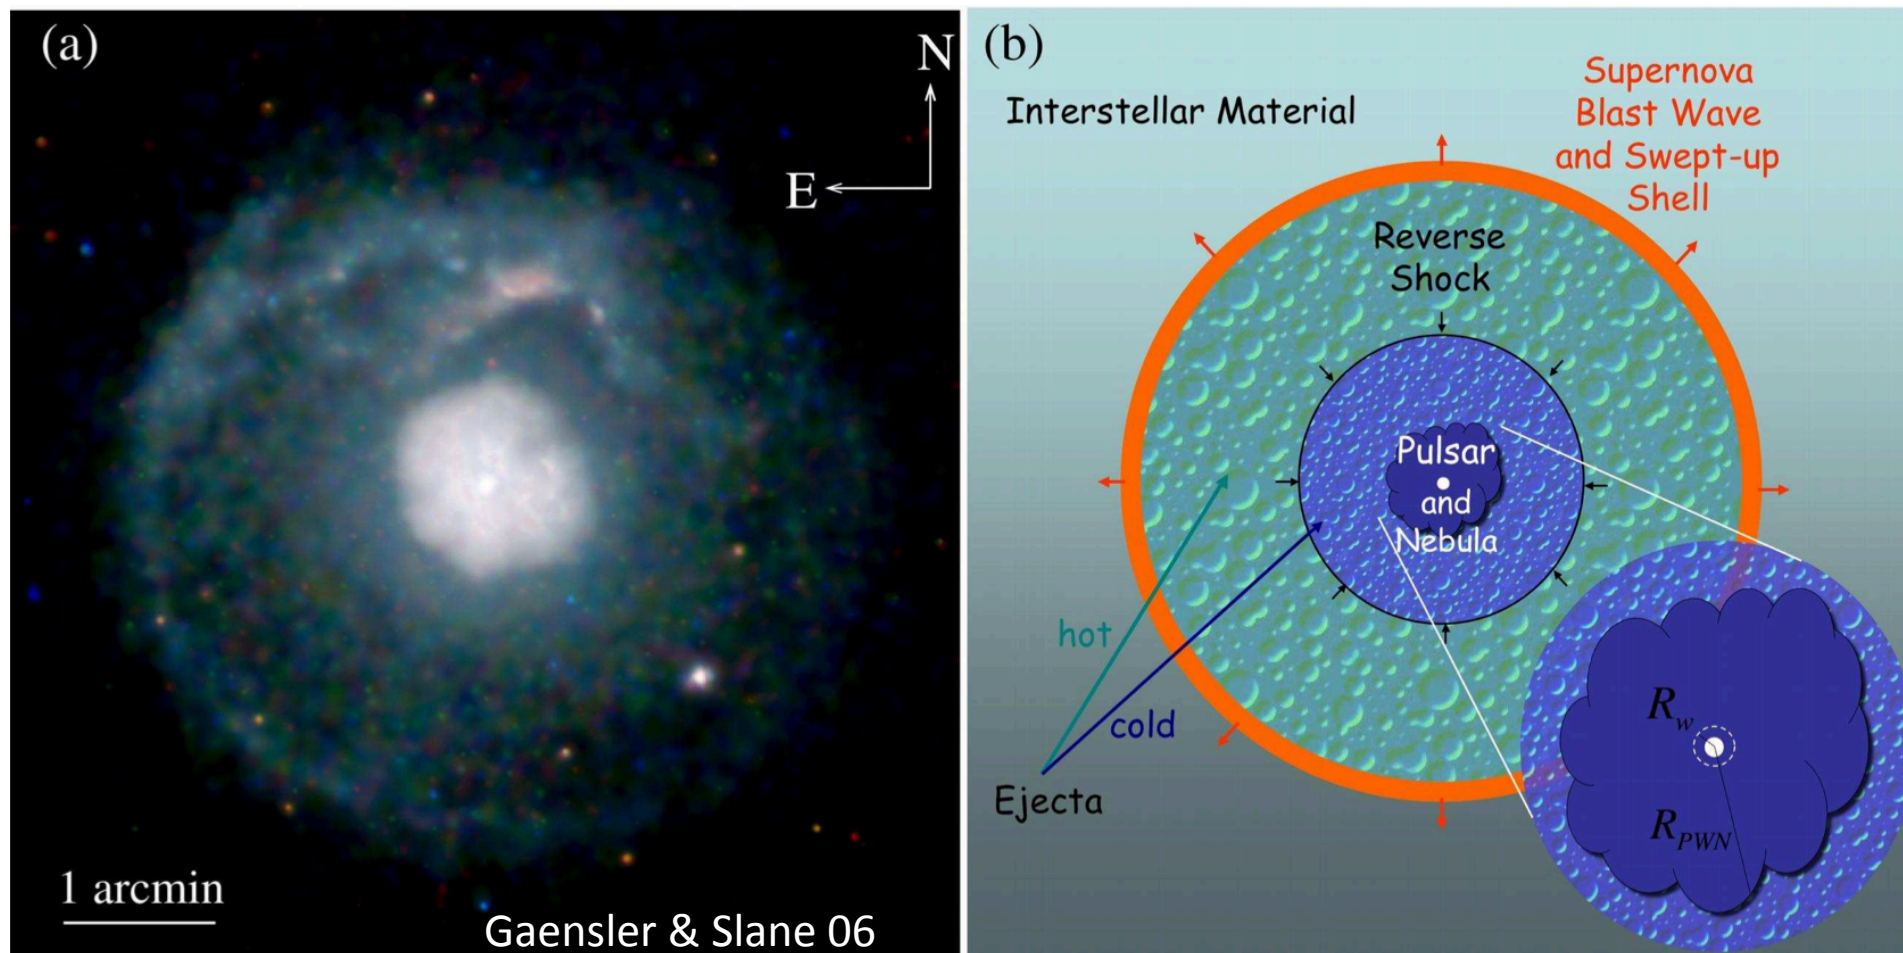 (a)
N
E
1 arcmin
Gaensler & Slane 06
(b)
Interstellar Material
Supernova
Blast Wave
and Swept-up
Shell
Reverse
Shock
Pulsar
and
Nebula
hot
cold
Ejecta
R_w
R_PWN